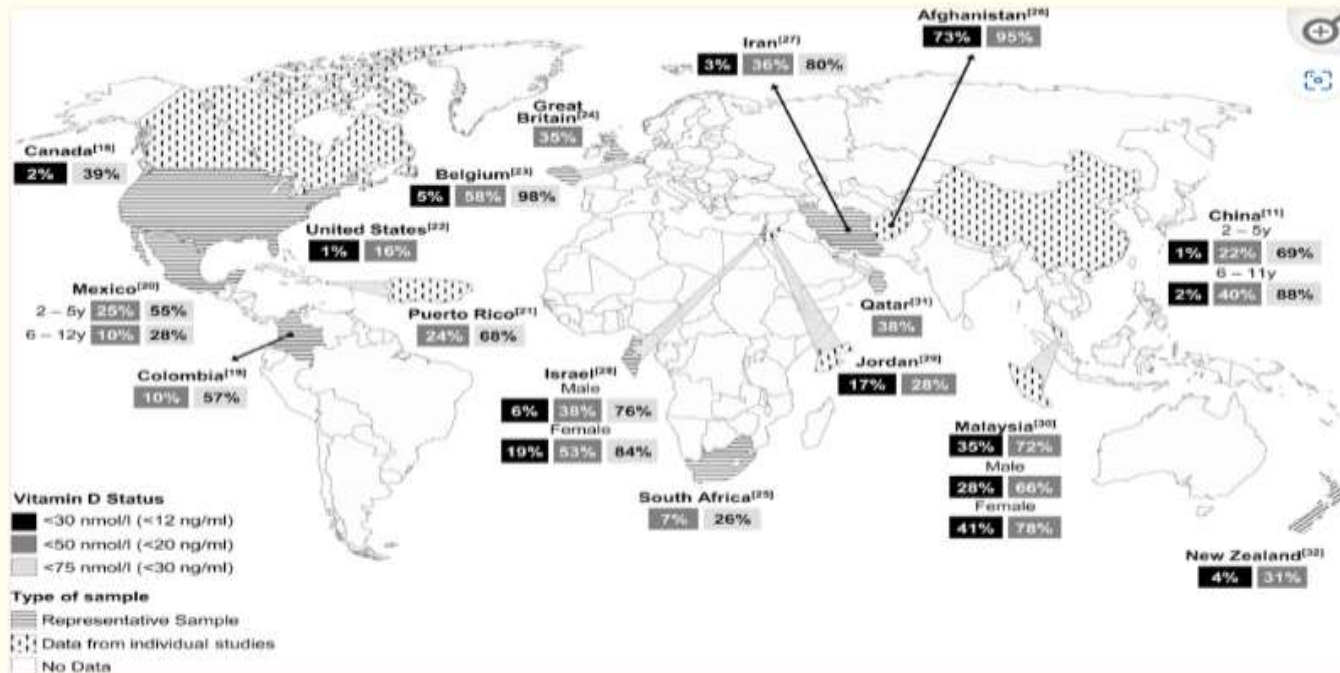 Afghanistan[26]
73% 95%
Iran[27]
3% 36% 80%
Great
Britain[24]
35%
Canada[18]
2% 39%
Belgium[23]
5% 58% 98%
United States[22]
1% 16%
China[11]
2 – 5y
1% 22% 69%
6 – 11y
2% 40% 88%
Mexico[20]
2 – 5y 25% 55%
6 – 12y 10% 28%
Puerto Rico[21]
24% 68%
Qatar[31]
38%
Colombia[19]
10% 57%
Israel[28]
Male
6% 38% 76%
Female
19% 53% 84%
Jordan[29]
17% 28%
Malaysia[30]
35% 72%
Male
28% 66%
Female
41% 78%
South Africa[25]
7% 26%
New Zealand[32]
4% 31%
Vitamin D Status
<30 nmol/l (<12 ng/ml)
<50 nmol/l (<20 ng/ml)
<75 nmol/l (<30 ng/ml)
Type of sample
Representative Sample
Data from individual studies
No Data